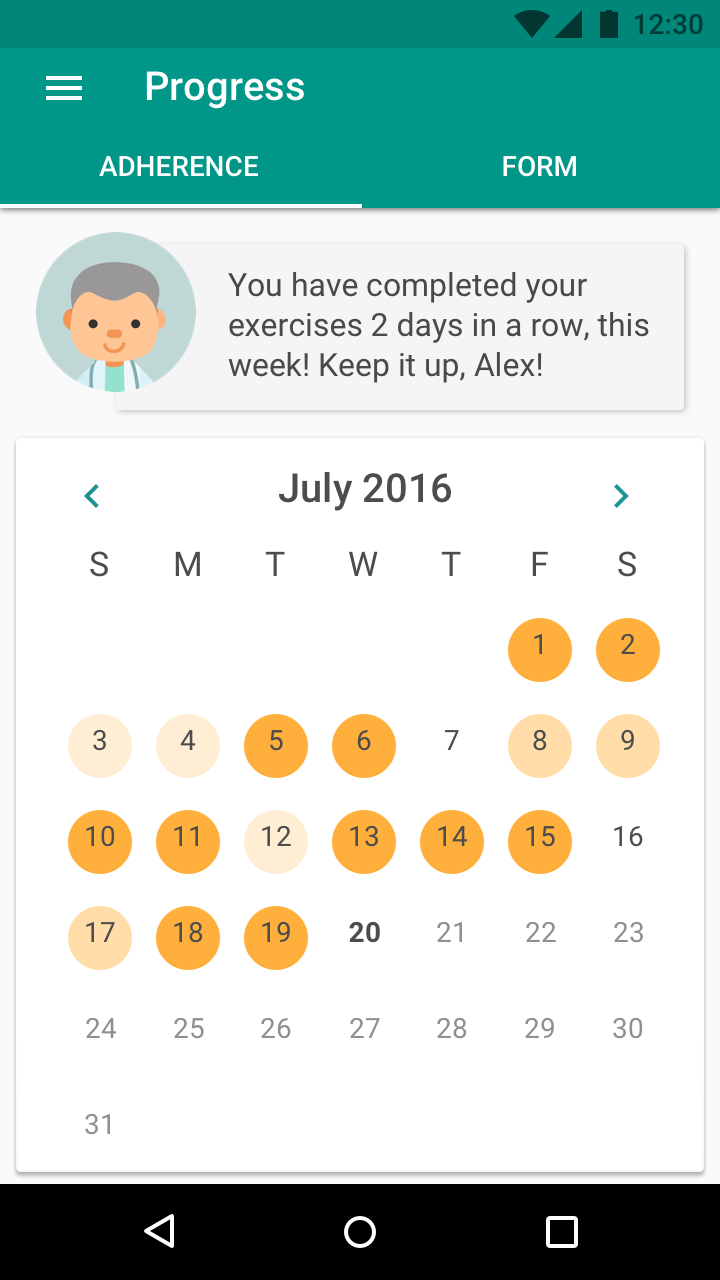 12:30
Progress
ADHERENCE FORM
You have completed your
exercises 2 days in a row, this
week! Keep it up, Alex!
July 2016
S M T W T F S
1 2
3 4 5 6 7 8 9
10 11 12 13 14 15 16
17 18 19 20 21 22 23
24 25 26 27 28 29 30
31